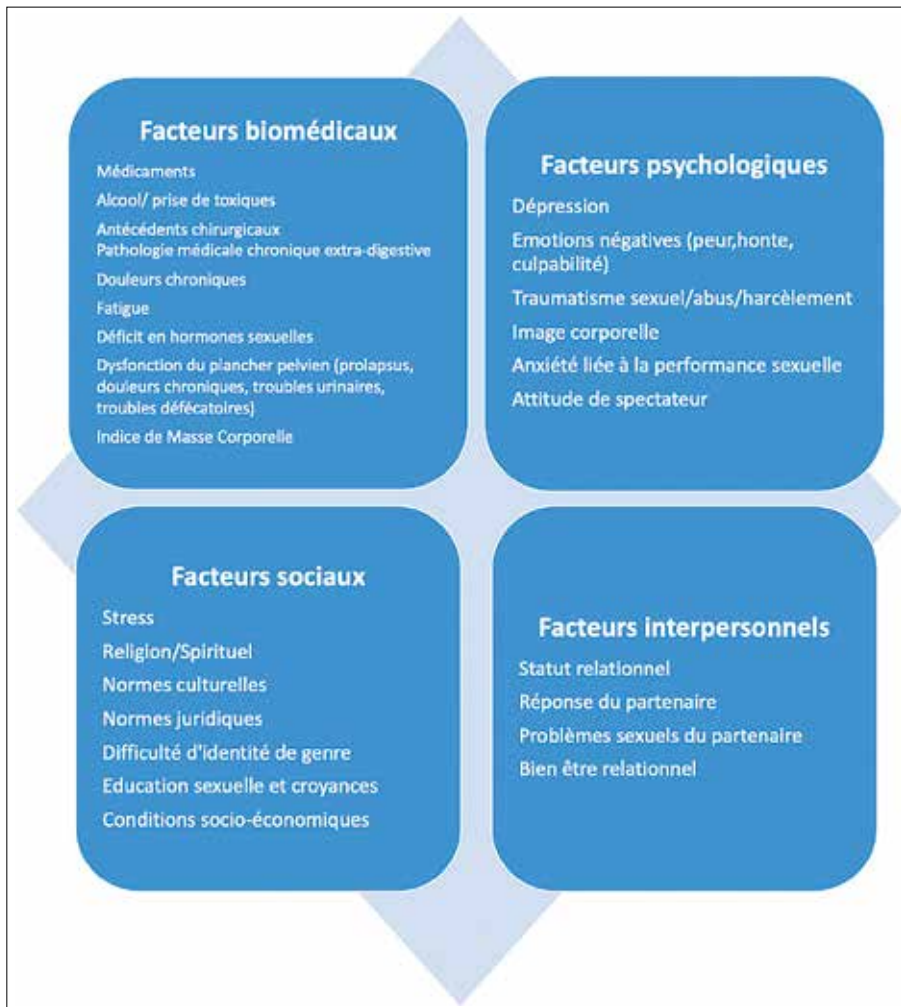 Facteurs biomédicaux
Médicaments
Alcool/ prise de toxiques
Antécédents chirurgicaux
Pathologie médicale chronique extra-digestive
Douleurs chroniques
Fatigue
Déficit en hormones sexuelles
Dysfonction du plancher pelvien (prolapsus,
douleurs chroniques, troubles urinaires,
troubles défécatoires)
Indice de Masse Corporelle
Facteurs psychologiques
Dépression
Emotions négatives (peur,honte,
culpabilité)
Traumatisme sexuel/abus/harcèlement
Image corporelle
Anxiété liée à la performance sexuelle
Attitude de spectateur
Facteurs sociaux
Stress
Religion/Spirituel
Normes culturelles
Normes juridiques
Difficulté d'identité de genre
Education sexuelle et croyances
Conditions socio-économiques
Facteurs interpersonnels
Statut relationnel
Réponse du partenaire
Problèmes sexuels du partenaire
Bien être relationnel